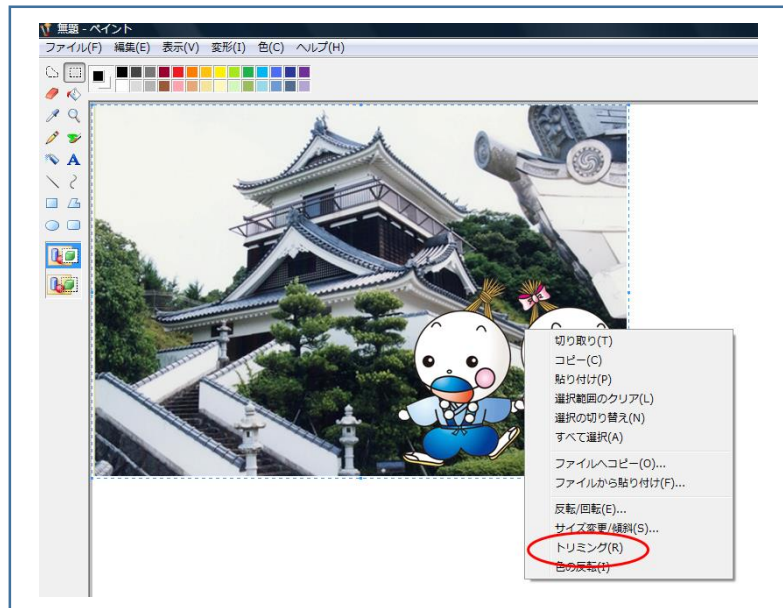 無題 - ペイント
ファイル(F) 編集(E) 表示(V) 変形(I) 色(C) ヘルプ(H)
A
切り取り(T)
コピー(C)
貼り付け(P)
選択範囲のクリア(L)
選択の切り替え(N)
すべて選択(A)
ファイルへコピー(O)...
ファイルから貼り付け(F)...
反転/回転(E)...
サイズ変更/傾斜(S)...
トリミング(R)
色の反転(I)